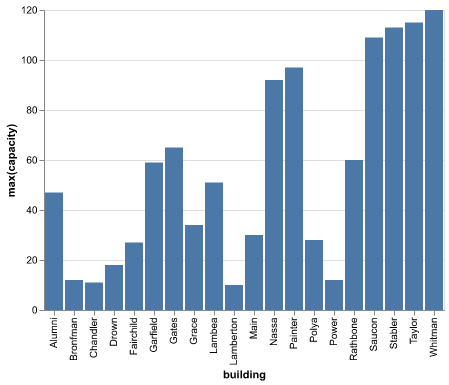 120
100
80
60
40
20
0
max(capacity)
Alumni
Bronfman
Chandler
Drown
Fairchild
Garfield
Gates
Grace
Lambeau
Lamberton
Main
Nassa
Painter
Polya
Power
Rathbone
Saucon
Stabler
Taylor
Whitman
building